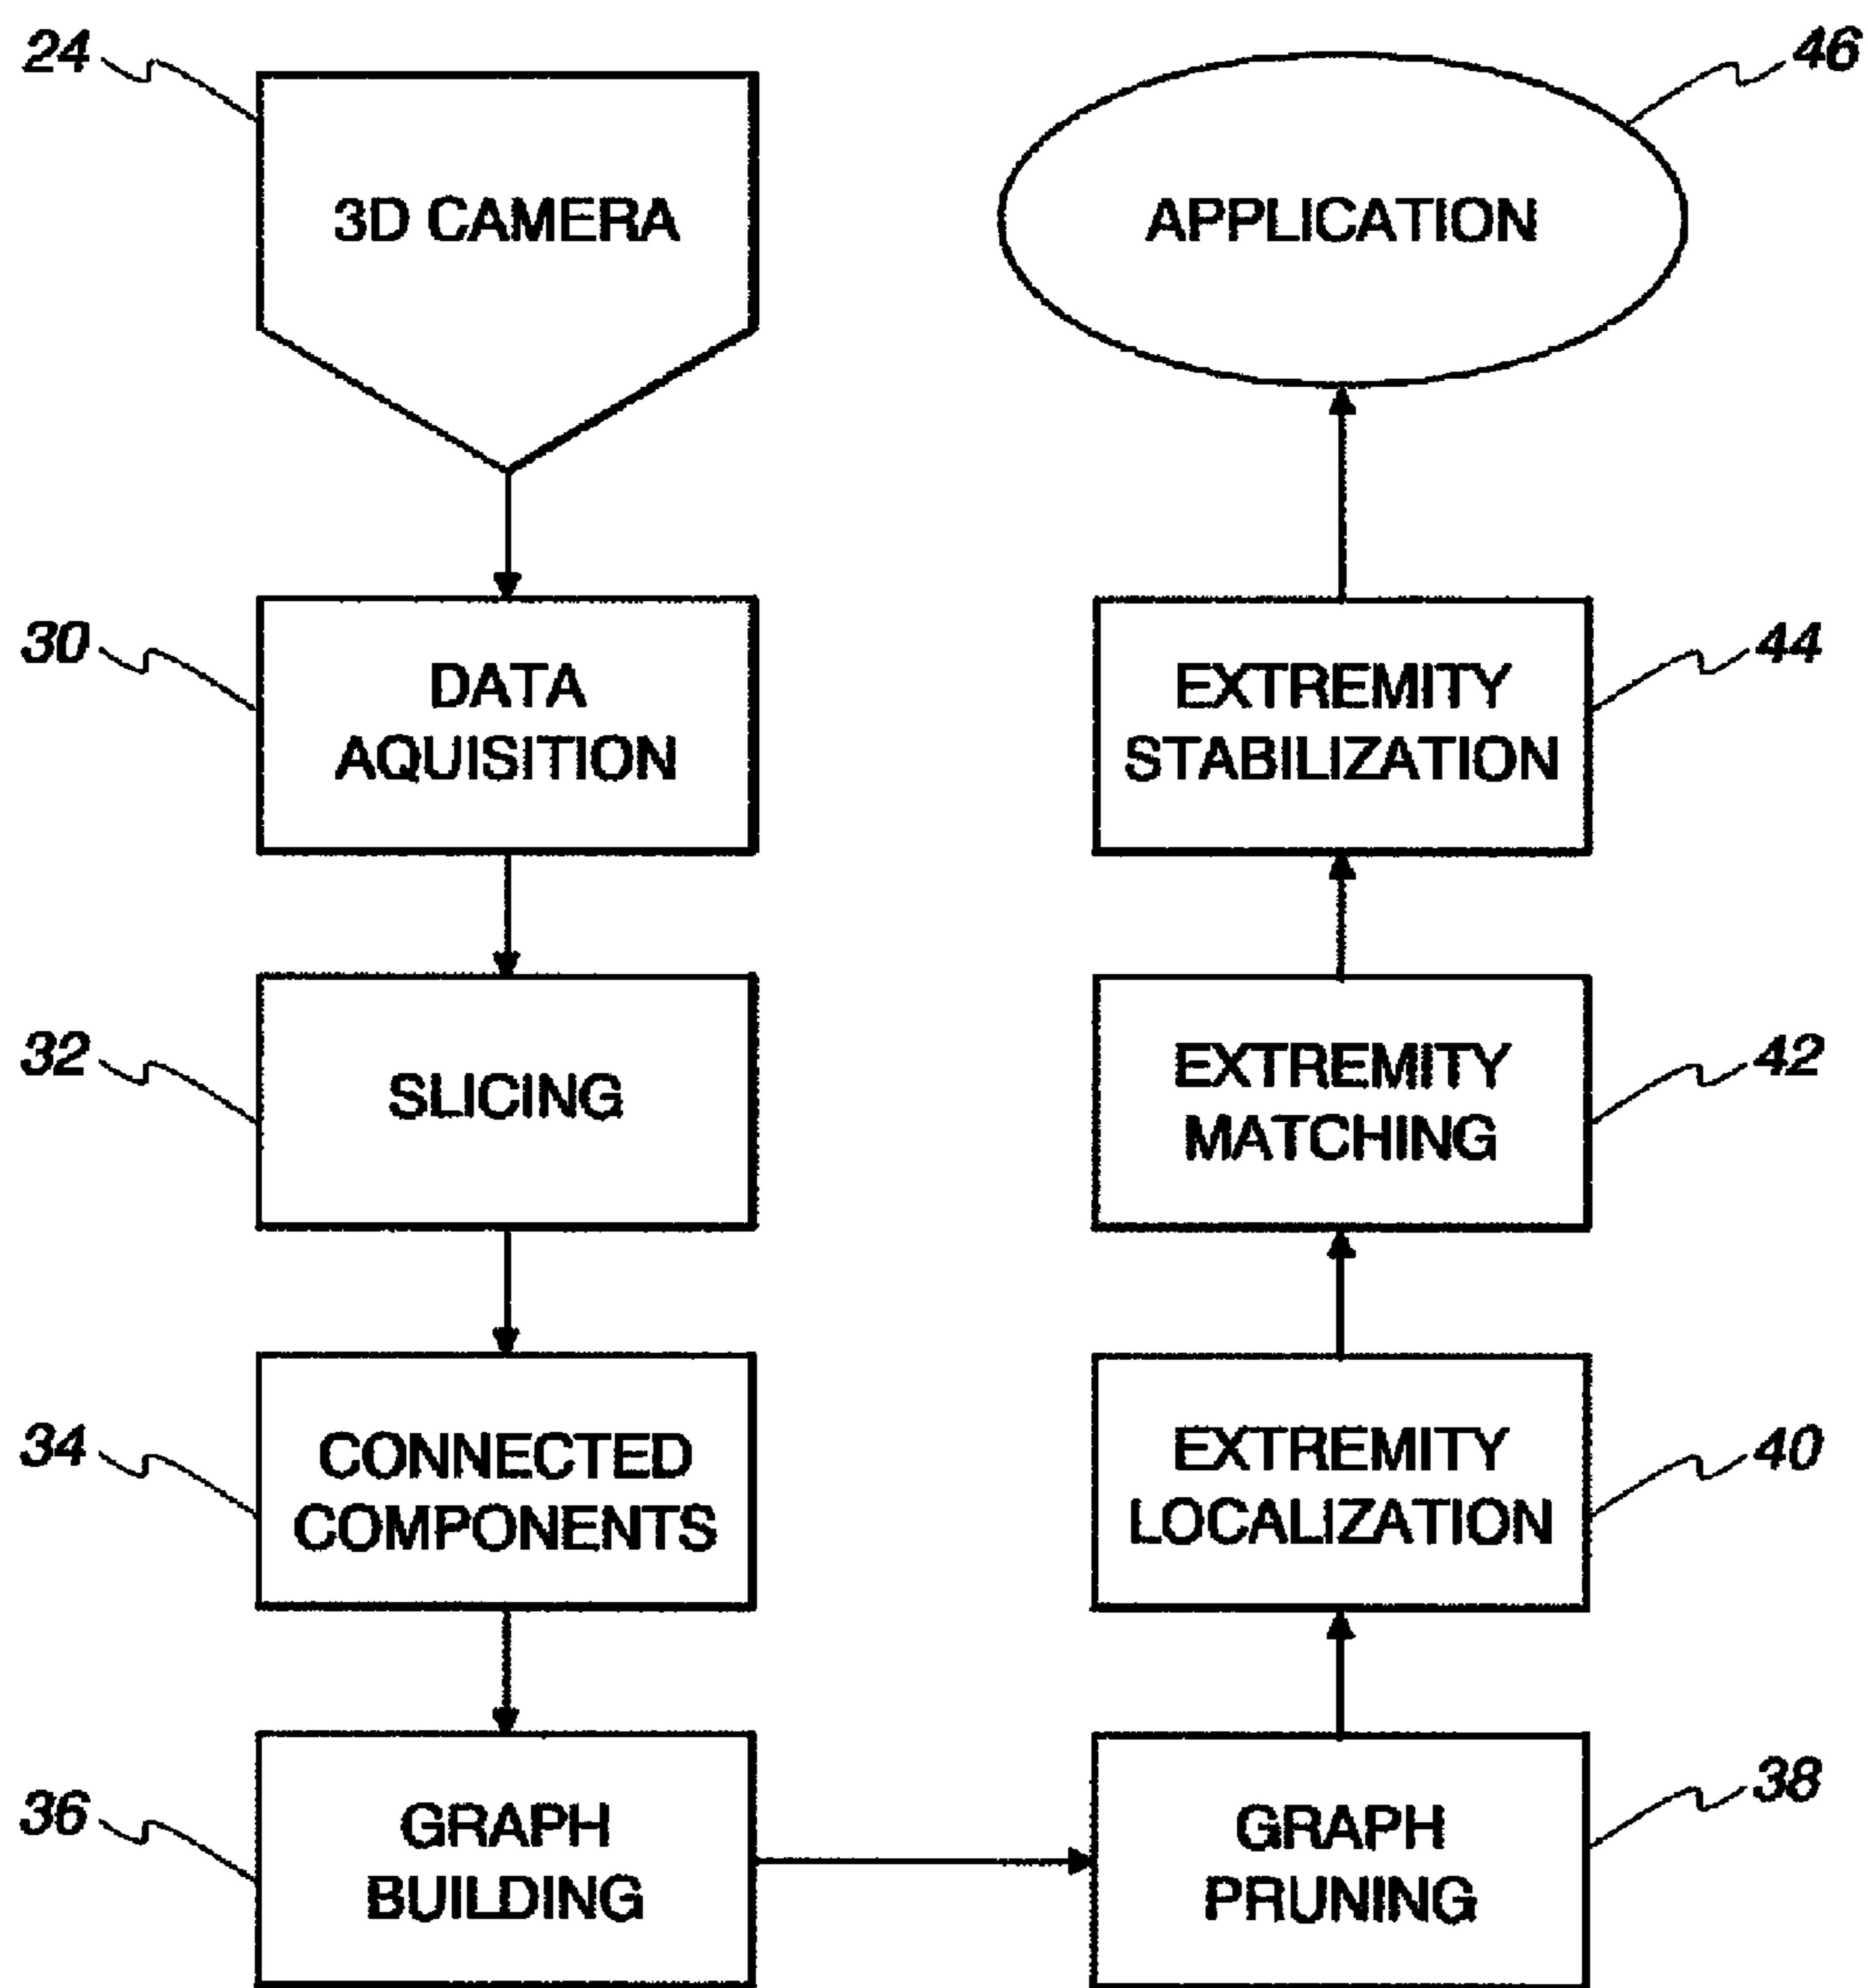 24
3D CAMERA
46
APPLICATION
30
DATA
AQUISITION
44
EXTREMITY
STABILIZATION
32
SLICING
42
EXTREMITY
MATCHING
34
CONNECTED
COMPONENTS
40
EXTREMITY
LOCALIZATION
36
GRAPH
BUILDING
38
GRAPH
PRUNING